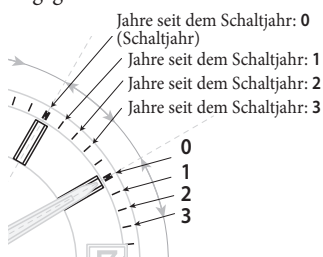 Jahre seit dem Schaltjahr: 0
(Schaltjahr)
Jahre seit dem Schaltjahr: 1
Jahre seit dem Schaltjahr: 2
Jahre seit dem Schaltjahr: 3
0
1
2
3